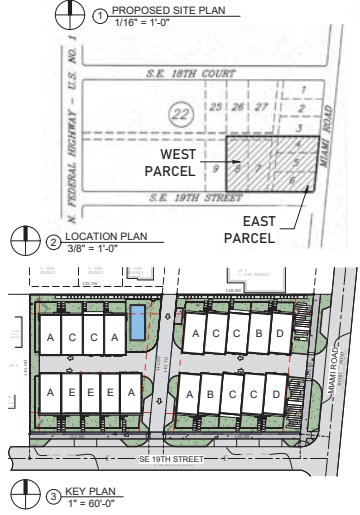 1 PROPOSED SITE PLAN
1/16" = 1'-0"
N. FEDERAL HIGHWAY - U.S. NO. 1
S.E. 18TH COURT
22
25 26 27
1
2
3
4
5
6
9 8 7
MIAMI ROAD
WEST
PARCEL
S.E. 19TH STREET
EAST
PARCEL
2 LOCATION PLAN
3/8" = 1'-0"
A C C A
A C C B D
A E E E A
A B C C D
MIAMI ROAD
SE 19TH STREET
3 KEY PLAN
1" = 60'-0"